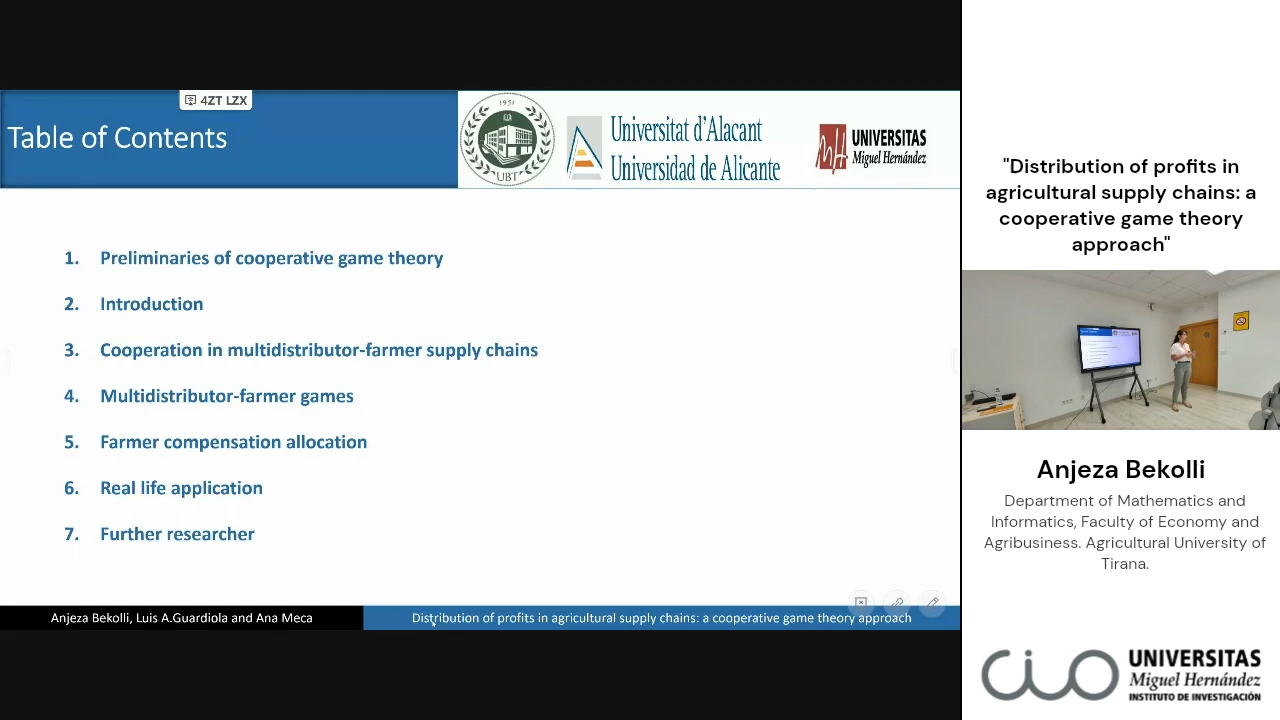 4ZT LZX
Table of Contents
1951
UBT
Universitat d'Alacant
Universidad de Alicante
UNIVERSITAS
Miguel Hernández
1. Preliminaries of cooperative game theory
2. Introduction
3. Cooperation in multidistributor-farmer supply chains
4. Multidistributor-farmer games
5. Farmer compensation allocation
6. Real life application
7. Further researcher
Anjeza Bekolli, Luis A.Guardiola and Ana Meca
Distribution of profits in agricultural supply chains: a cooperative game theory approach
"Distribution of profits in
agricultural supply chains: a
cooperative game theory
approach"
Anjeza Bekolli
Department of Mathematics and
Informatics, Faculty of Economy and
Agribusiness. Agricultural University of
Tirana.
CIO
UNIVERSITAS
Miguel Hernández
INSTITUTO DE INVESTIGACIÓN